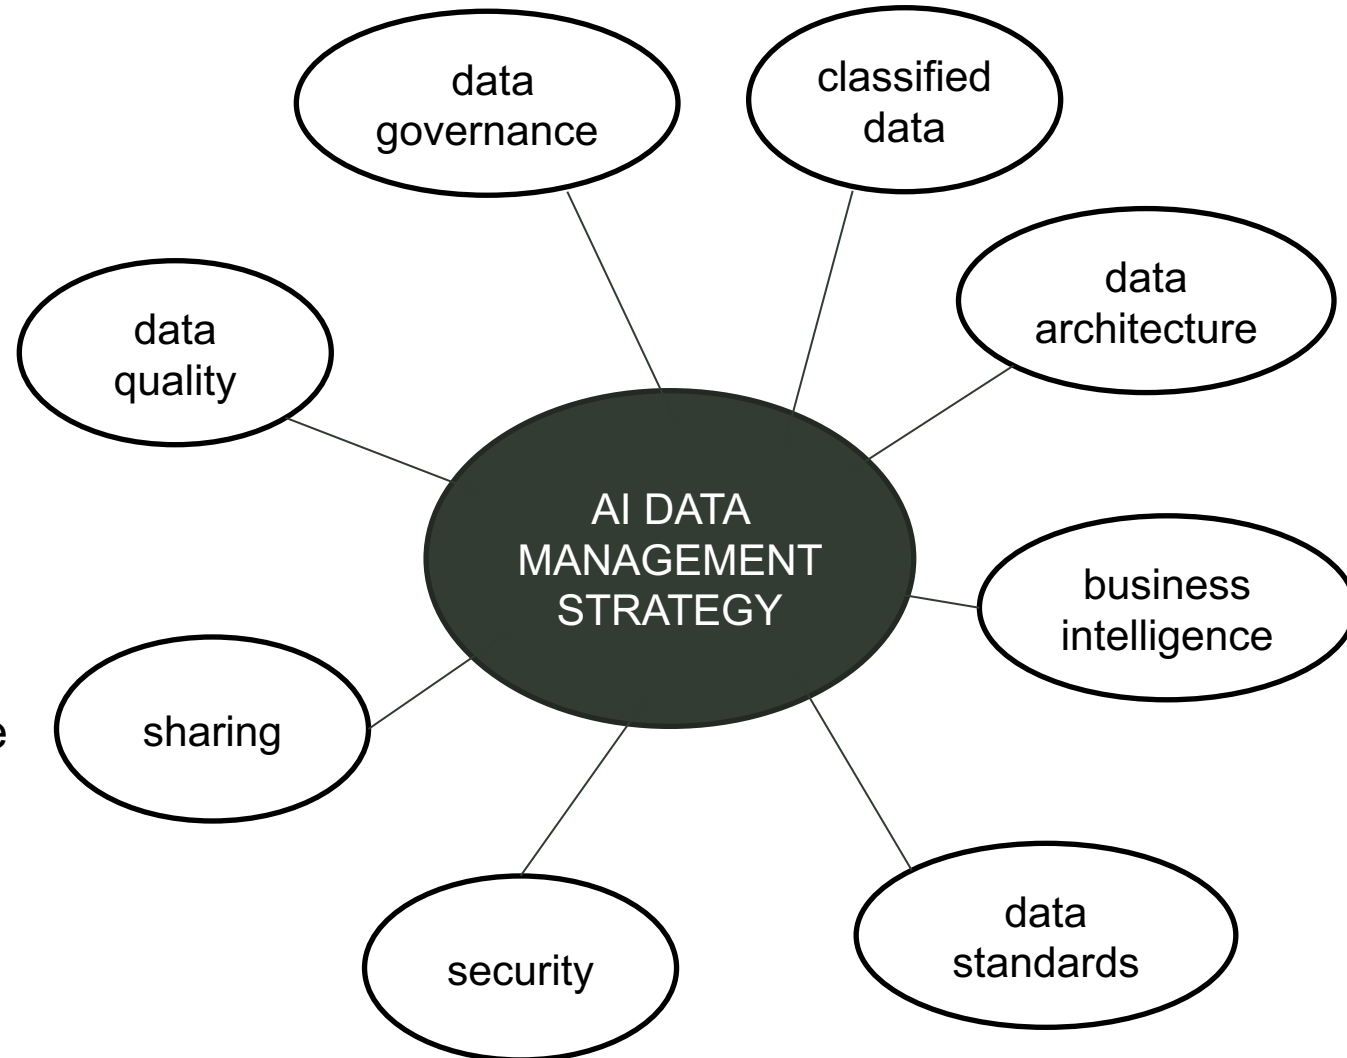 data
governance
classified
data
data
architecture
data
quality
AI DATA
MANAGEMENT
STRATEGY
business
intelligence
e
sharing
security
data
standards